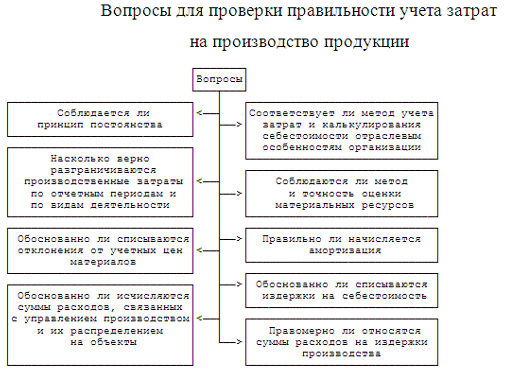 Вопросы для проверки правильности учета затрат
на производство продукции
Вопросы
Соблюдается ли
принцип постоянства
Насколько верно
разграничиваются
производственные затраты
по отчетным периодам и
по видам деятельности
Обоснованно ли списываются
отклонения от учетных цен
материалов
Обоснованно ли исчисляются
суммы расходов, связанных
с управлением производством
и их распределением
на объекты
Соответствует ли метод учета
затрат и калькулирования
себестоимости отраслевым
особенностям организации
Соблюдаются ли метод
и точность оценки
материальных ресурсов
Правильно ли начисляется
амортизация
Обоснованно ли списываются
издержки на себестоимость
Правомерно ли относятся
суммы расходов на издержки
производства